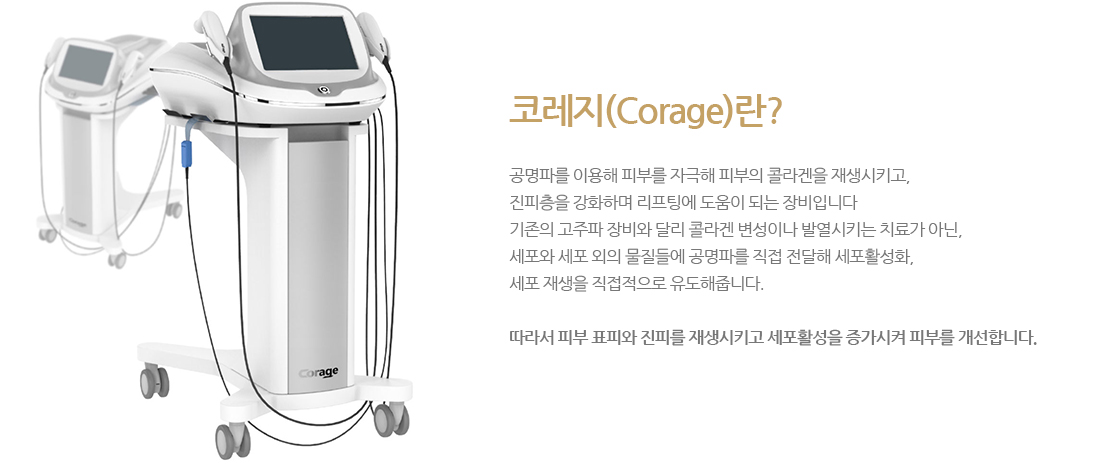 코레지(Corage)란?
공명파를 이용해 피부를 자극해 피부의 콜라겐을 재생시키고,
진피층을 강화하며 리프팅에 도움이 되는 장비입니다
기존의 고주파 장비와 달리 콜라겐 변성이나 발열시키는 치료가 아닌,
세포와 세포 외의 물질들에 공명파를 직접 전달해 세포활성화,
세포 재생을 직접적으로 유도해줍니다.
따라서 피부 표피와 진피를 재생시키고 세포활성을 증가시켜 피부를 개선합니다.
Corage